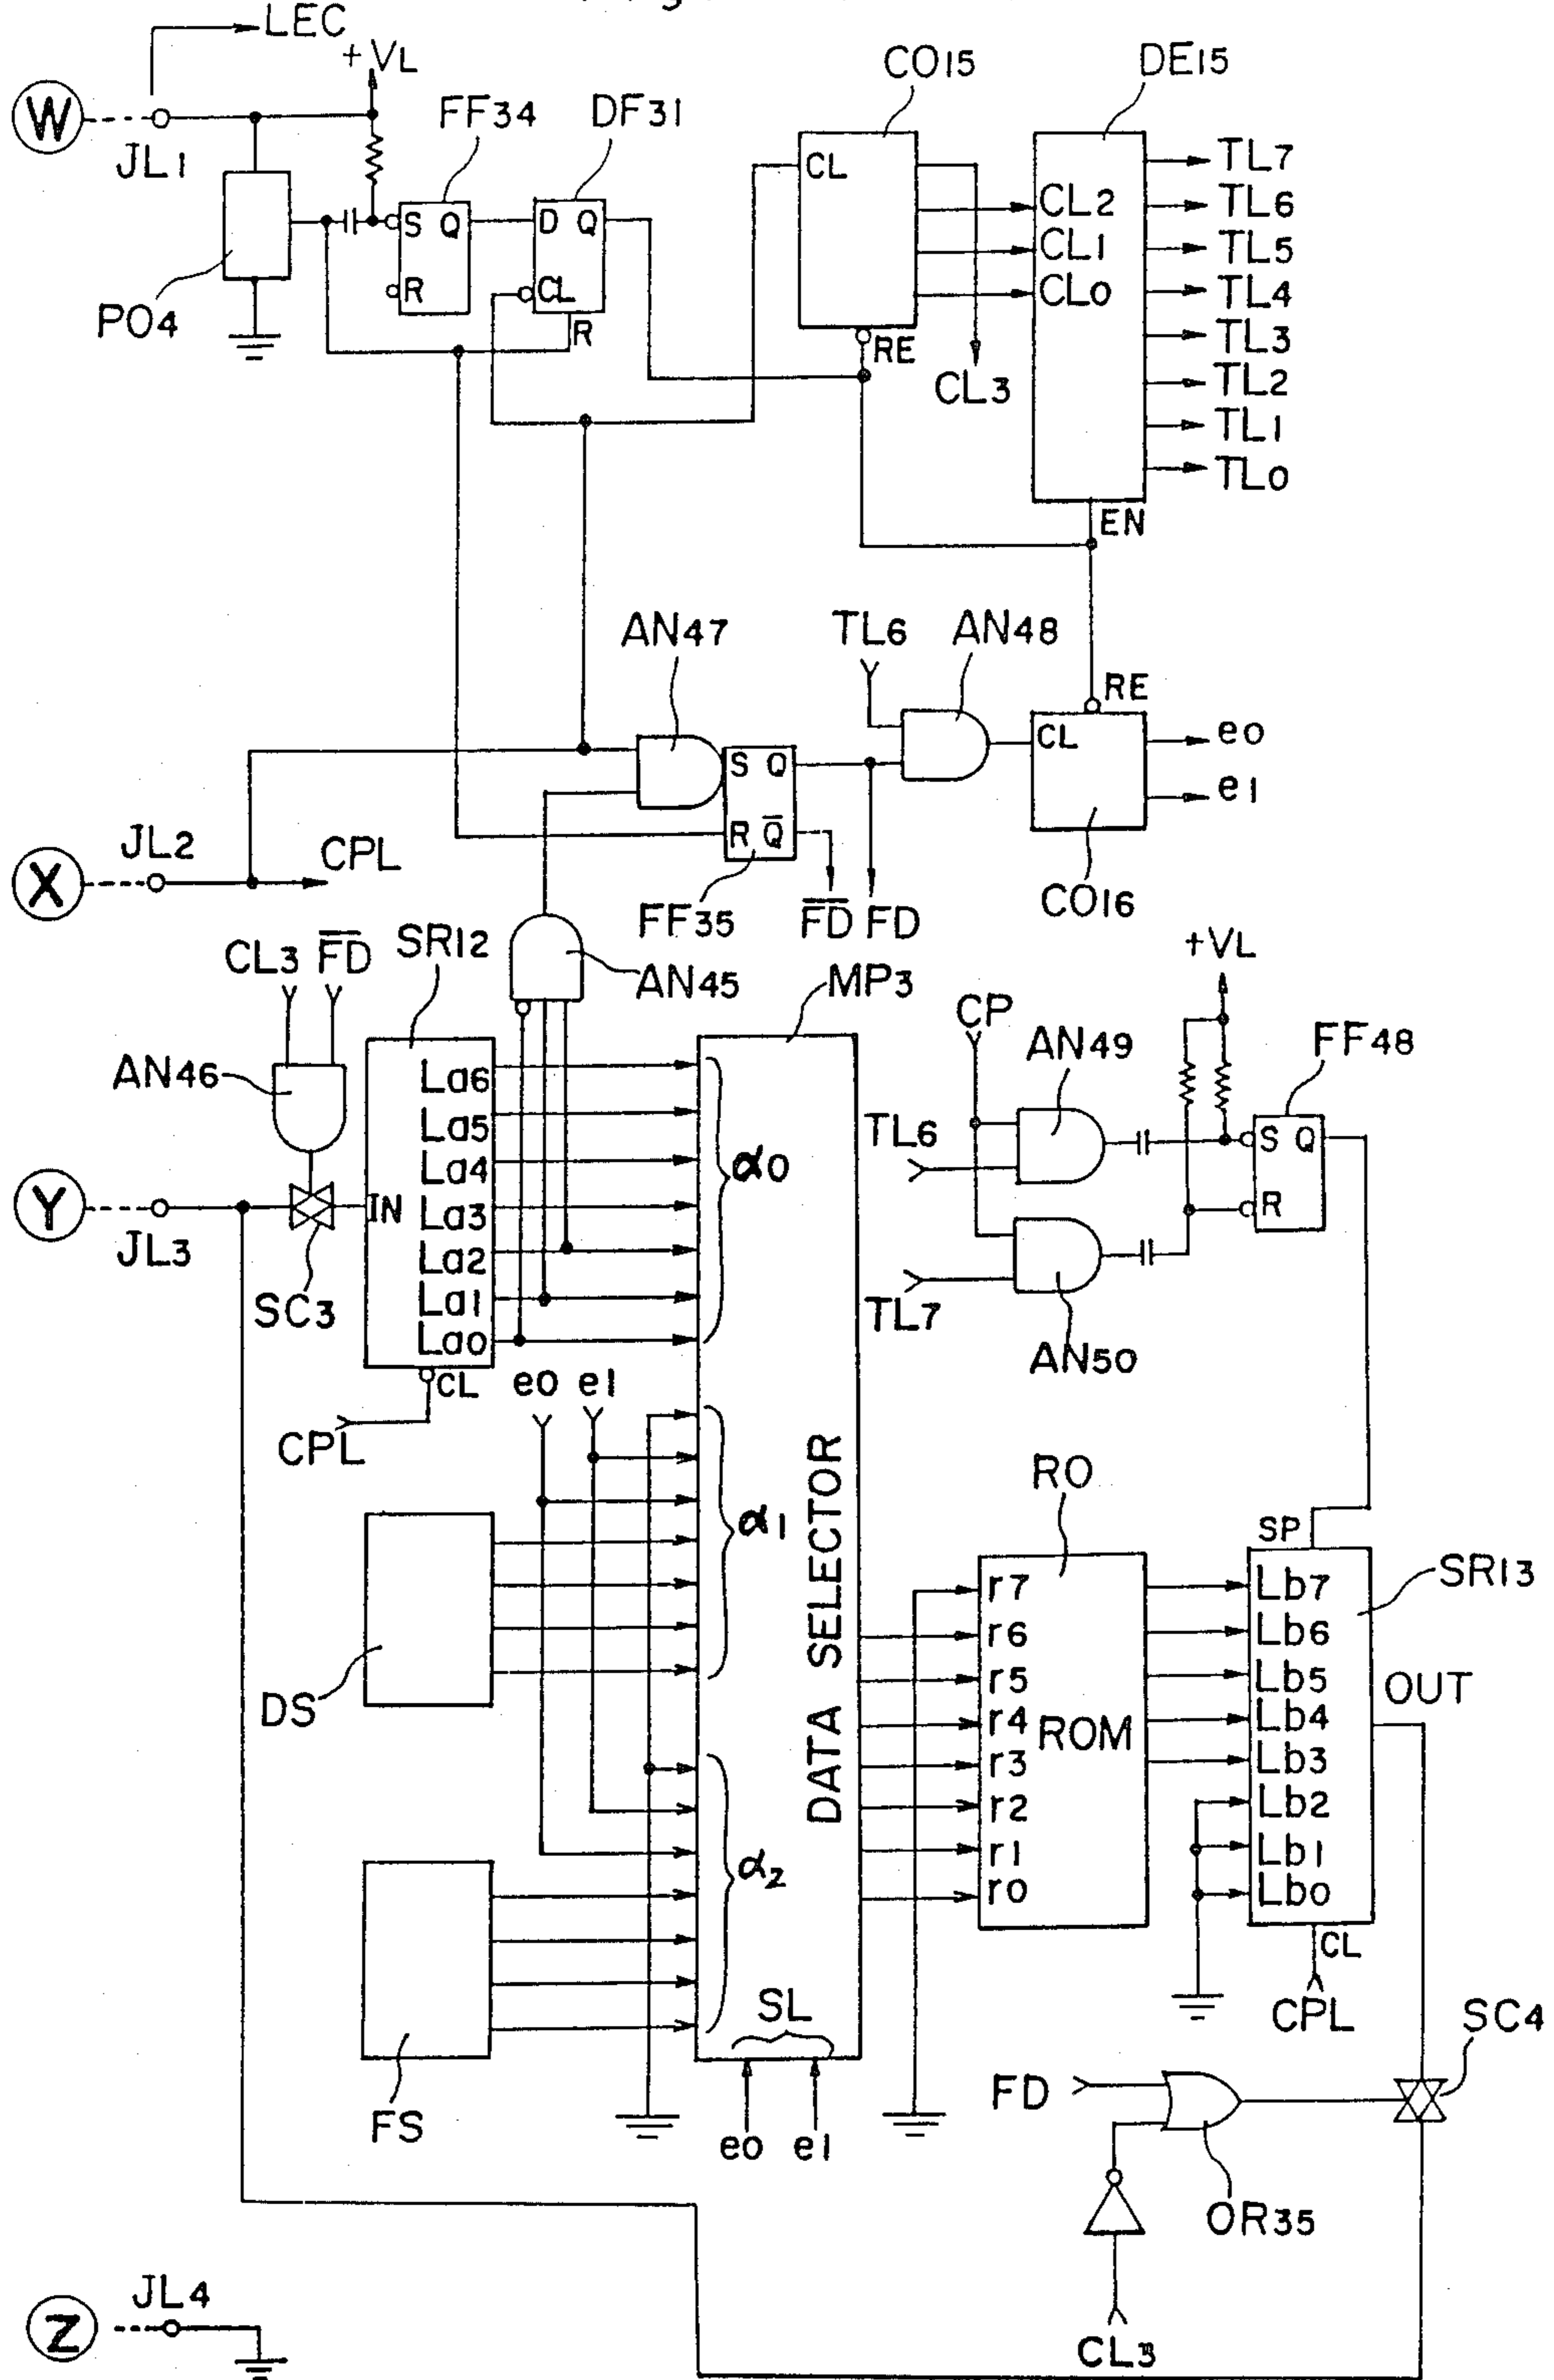 LEC
+VL
CO15
DE15
W
JL1
FF34
DF31
CL
TL7
CL2
TL6
S Q
D Q
CL1
TL5
R
CL
CL0
TL4
PO4
R
RE
TL3
CL3
TL2
TL1
TL0
EN
AN47
TL6
AN48
RE
CL
e0
S Q
e1
R Q̅
JL2
CPL
X
CO16
FF35
F̅D̅ FD
CL3 F̅D̅
SR12
AN45
MP3
+VL
CP
AN49
FF48
AN46
La6
La5
La4
La3
La2
La1
La0
α0
TL6
S Q
R
Y
JL3
IN
SC3
TL7
AN50
CL
e0 e1
CPL
α1
DATA SELECTOR
RO
SP
SR13
DS
r7
r6
r5
r4
r3
r2
r1
r0
ROM
Lb7
Lb6
Lb5
Lb4
Lb3
Lb2
Lb1
Lb0
OUT
α2
CL
CPL
SC4
SL
FS
e0 e1
FD
OR35
JL4
Z
CL3